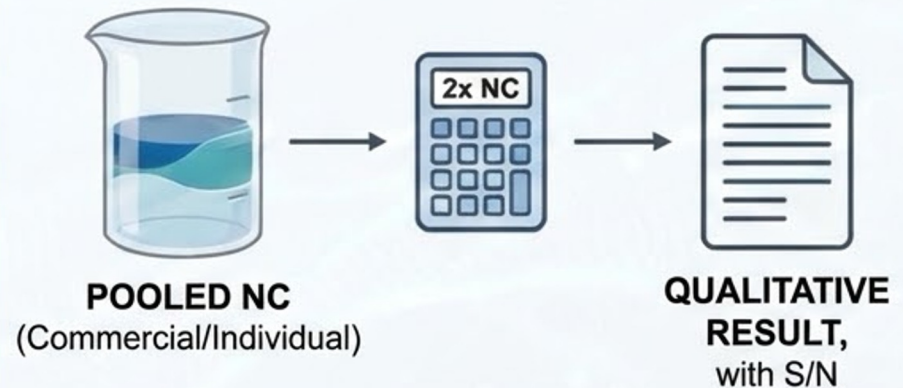 2x NC
POOLED NC
(Commercial/Individual)
QUALITATIVE
RESULT,
with S/N